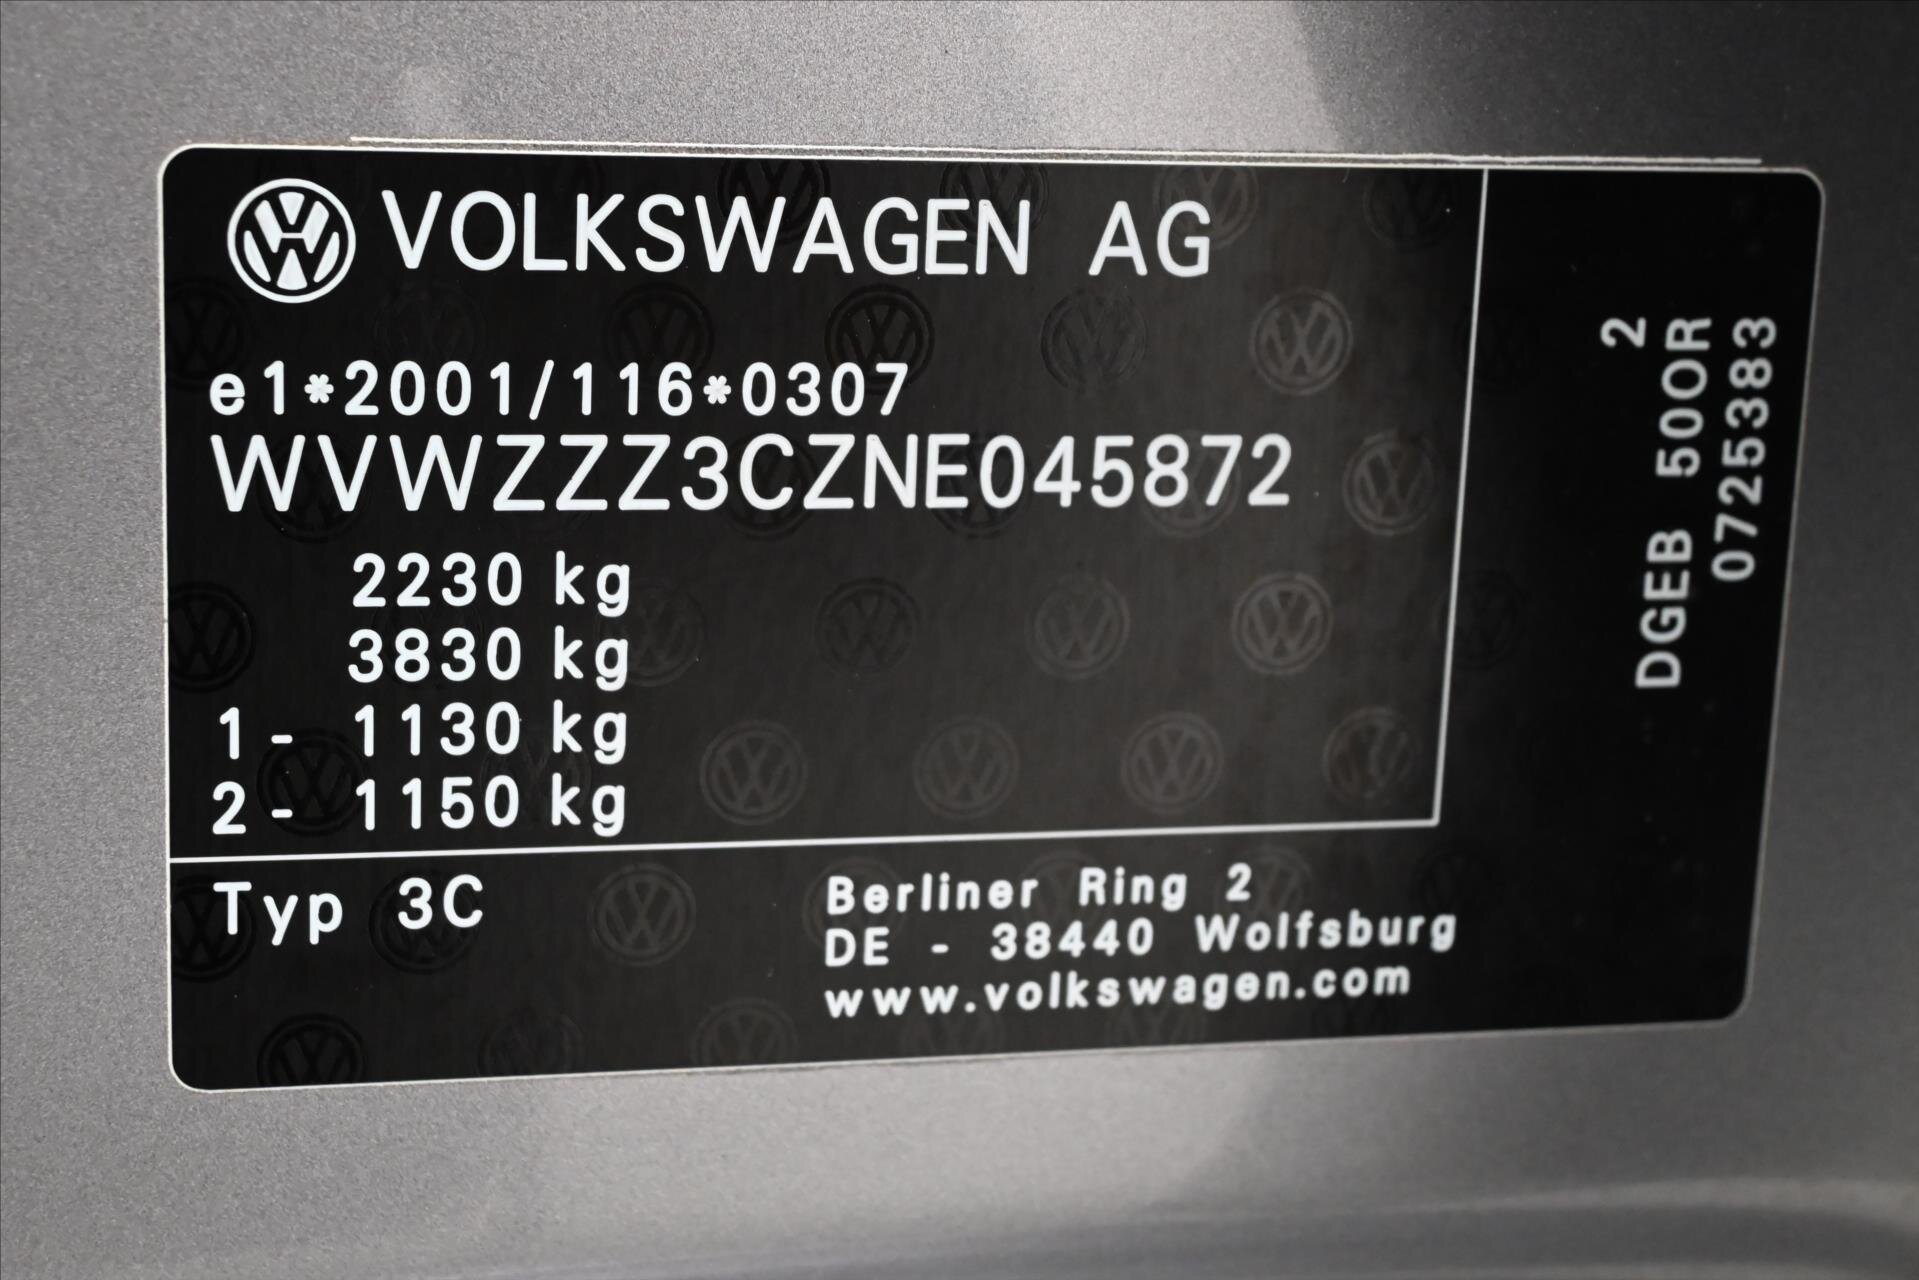 VOLKSWAGEN AG
e1*2001/116*0307
WVWZZZ3CZNE045872
2230 kg
3830 kg
1 - 1130 kg
2 - 1150 kg
Typ 3C
Berliner Ring 2
DE - 38440 Wolfsburg
www.volkswagen.com
2
DGEB 50OR
0725383